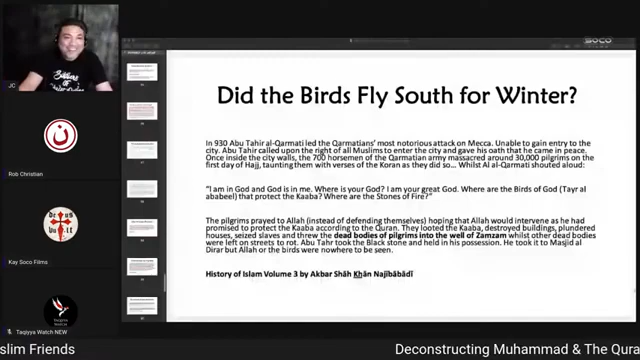 SOCO
JC
Did the Birds Fly South for Winter?
In 930 Abu Tahir al-Qarmati led the Qarmatians' most notorious attack on Mecca. Unable to gain entry to the
city. Abu Tahir called upon the right of all Muslims to enter the city and gave his oath that he came in peace.
Once inside the city walls, the 700 horsemen of the Qarmatian army massacred around 30,000 pilgrims on the
first day of Hajj, taunting them with verses of the Koran as they did so... Whilst Al al-Qarmati shouted aloud:
"I am in God and God is in me. Where is your God? I am your great God. Where are the Birds of God (Tayr al
ababeel) that protect the Kaaba? Where are the Stones of Fire?"
The pilgrims prayed to Allah (instead of defending themselves) hoping that Allah would intervene as he had
promised to protect the Kaaba according to the Quran. They looted the Kaaba, destroyed buildings, plundered
houses, seized slaves and threw the dead bodies of pilgrims into the well of Zamzam whilst other dead bodies
were left on streets to rot. Abu Tahr took the Black stone and held in his possession. He took it to Masjid al
Dirar but Allah or the birds were nowhere to be seen.
History of Islam Volume 3 by Akbar Shāh Khān Najībābādī
Rob Christian
Kay Soco Films
Taqiyya Watch NEW
slim Friends
Deconstructing Muhammad & The Qura